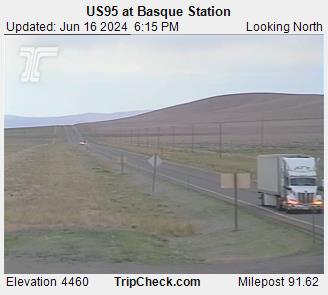 US95 at Basque Station
Updated: Jun 16 2024 6:15 PM Looking North
Elevation 4460 TripCheck.com Milepost 91.62